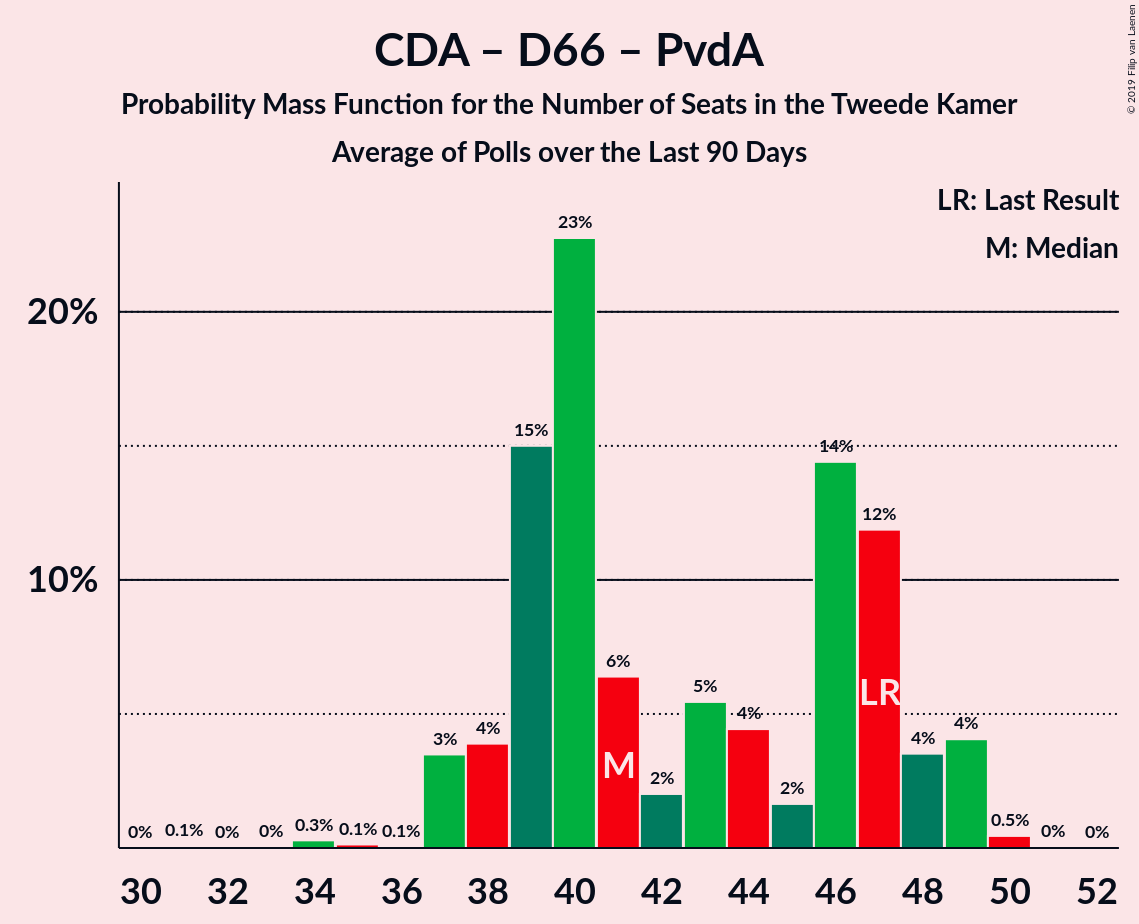 CDA – D66 – PvdA
Probability Mass Function for the Number of Seats in the Tweede Kamer
Average of Polls over the Last 90 Days
© 2019 Filip van Laenen
LR: Last Result
M: Median
20%
10%
0% 0.1% 0% 0% 0.3% 0.1% 0.1% 3% 4% 15% 23% 6% 2% 5% 4% 2% 14% 12% 4% 4% 0.5% 0% 0%
M LR
30 32 34 36 38 40 42 44 46 48 50 52